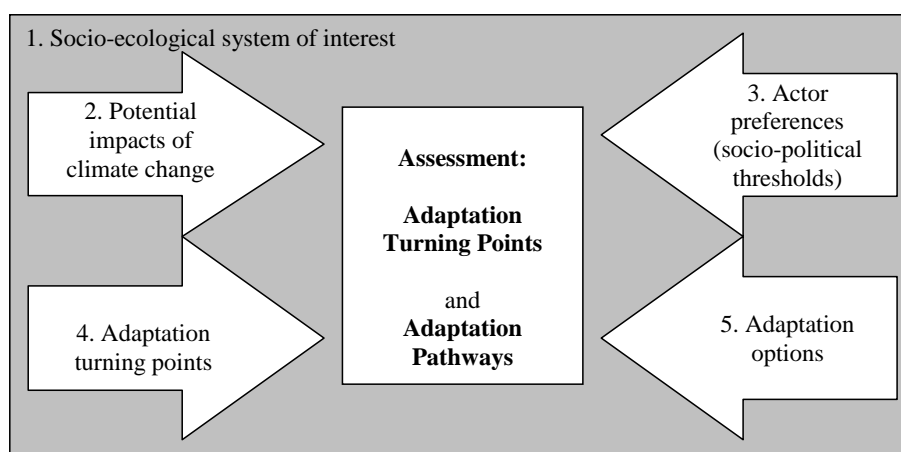 1. Socio-ecological system of interest
2. Potential
impacts of
climate change
3. Actor
preferences
(socio-political
thresholds)
Assessment:
Adaptation
Turning Points
and
Adaptation
Pathways
4. Adaptation
turning points
5. Adaptation
options